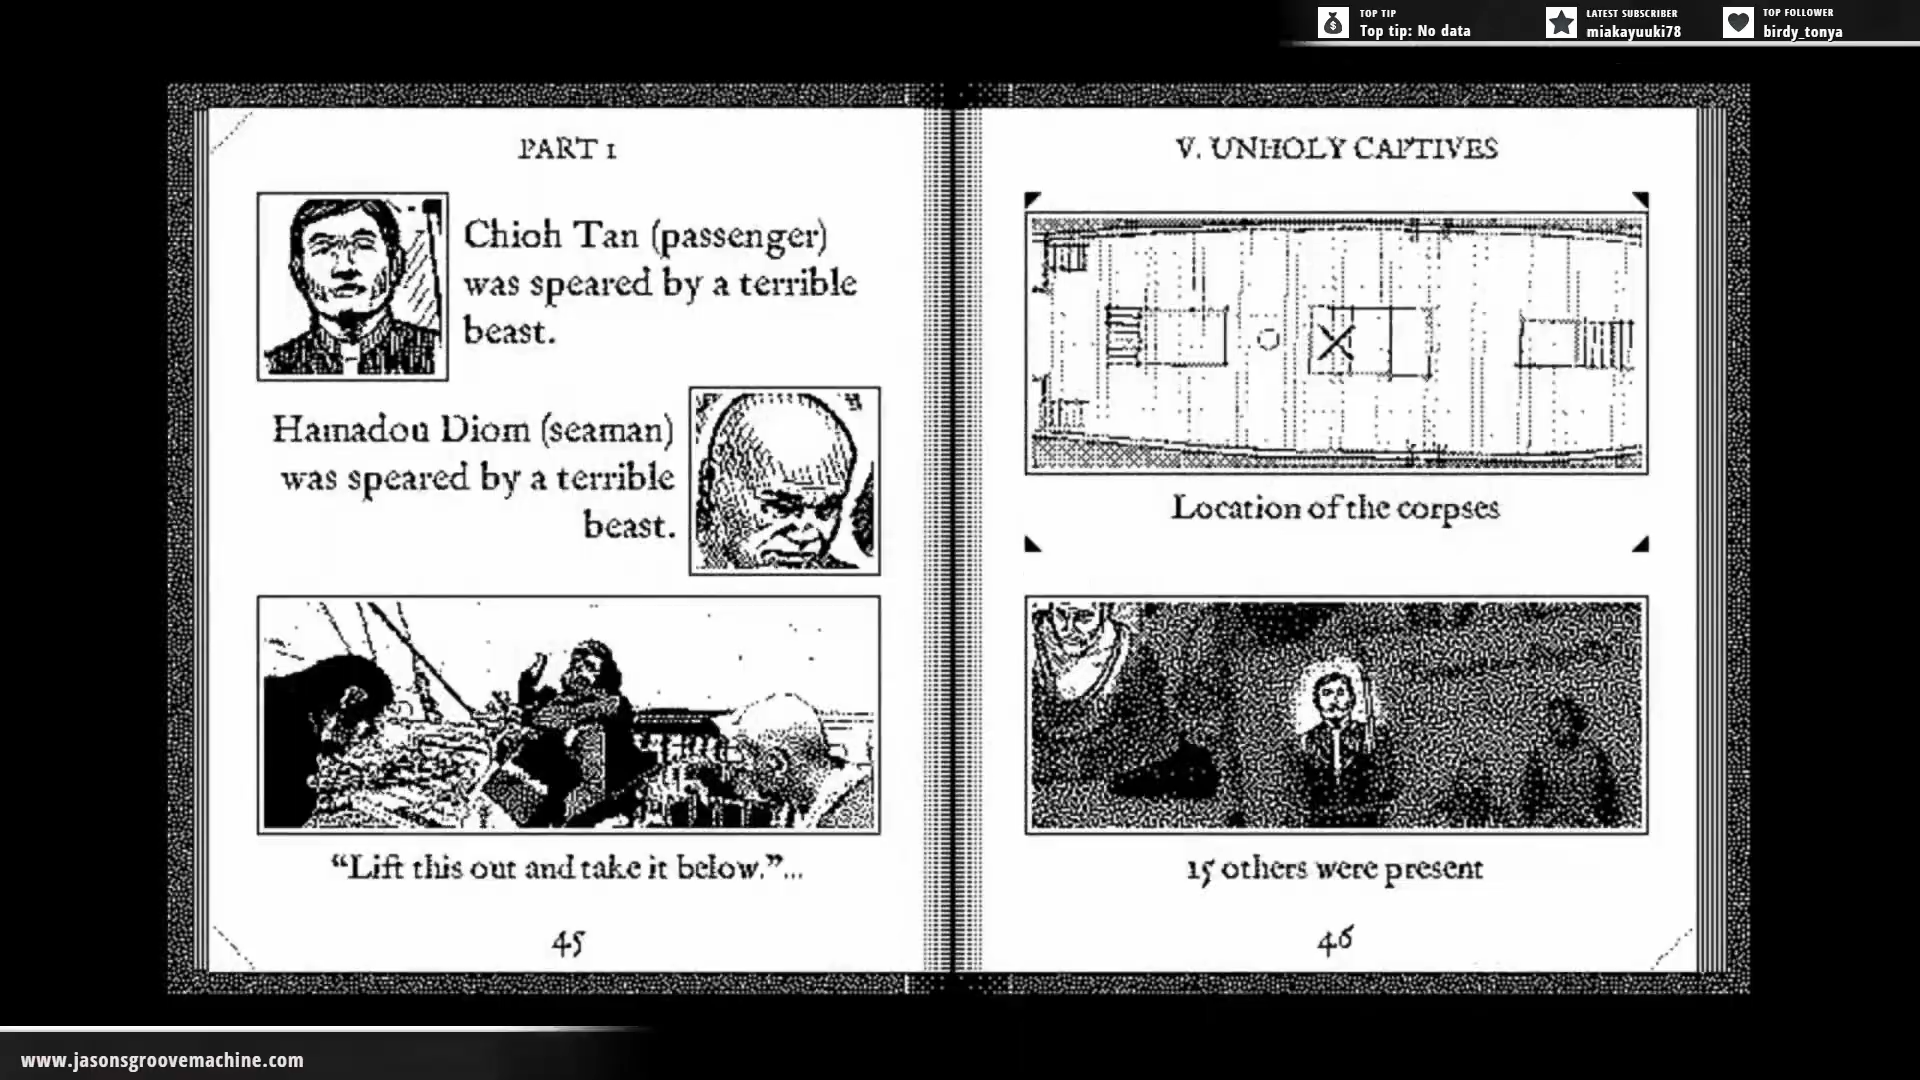 TOP TIP
Top tip: No data
LATEST SUBSCRIBER
miakayuuki78
TOP FOLLOWER
birdy_tonya
PART 1
Chioh Tan (passenger)
was speared by a terrible
beast.
Hamadou Diom (seaman)
was speared by a terrible
beast.
“Lift this out and take it below.”...
45
V. UNHOLY CAPTIVES
Location of the corpses
15 others were present
46
www.jasonsgroovemachine.com